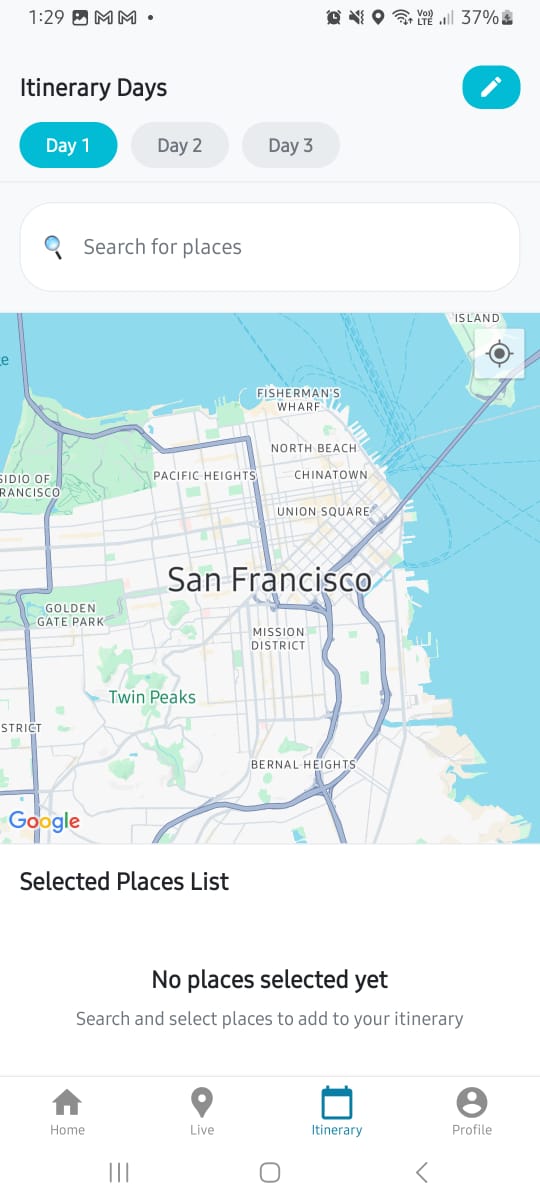 1:29
Vo))
LTE
37%
Itinerary Days
Day 1
Day 2
Day 3
Search for places
ISLAND
e
FISHERMAN'S
WHARF
NORTH BEACH
SIDIO OF
RANCISCO
PACIFIC HEIGHTS
CHINATOWN
UNION SQUARE
San Francisco
GOLDEN
GATE PARK
MISSION
DISTRICT
Twin Peaks
STRICT
BERNAL HEIGHTS
Google
Selected Places List
No places selected yet
Search and select places to add to your itinerary
Home
Live
Itinerary
Profile